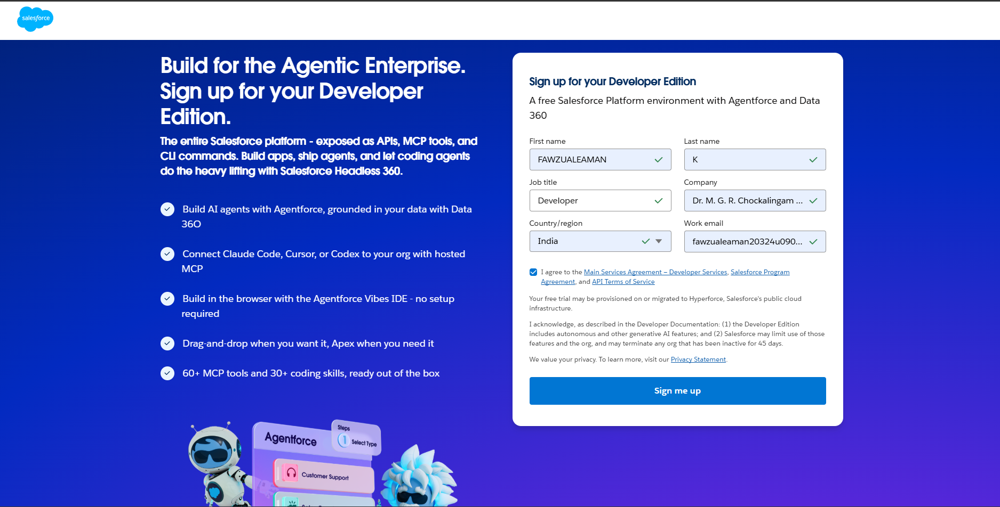 salesforce
Build for the Agentic Enterprise.
Sign up for your Developer
Edition.
The entire Salesforce platform - exposed as APIs, MCP tools, and
CLI commands. Build apps, ship agents, and let coding agents
do the heavy lifting with Salesforce Headless 360.
Build AI agents with Agentforce, grounded in your data with Data
36O
Connect Claude Code, Cursor, or Codex to your org with hosted
MCP
Build in the browser with the Agentforce Vibes IDE - no setup
required
Drag-and-drop when you want it, Apex when you need it
60+ MCP tools and 30+ coding skills, ready out of the box
Agentforce
Steps
1 Select Type
Customer Support
Sign up for your Developer Edition
A free Salesforce Platform environment with Agentforce and Data
360
First name
Last name
FAWZUALEAMAN
K
Job title
Company
Developer
Dr. M. G. R. Chockalingam ...
Country/region
Work email
India
fawzualeaman20324u090...
I agree to the Main Services Agreement – Developer Services, Salesforce Program
Agreement, and API Terms of Service
Your free trial may be provisioned on or migrated to Hyperforce, Salesforce's public cloud
infrastructure.
I acknowledge, as described in the Developer Documentation: (1) the Developer Edition
includes autonomous and other generative AI features; and (2) Salesforce may limit use of those
features and the org, and may terminate any org that has been inactive for 45 days.
We value your privacy. To learn more, visit our Privacy Statement.
Sign me up